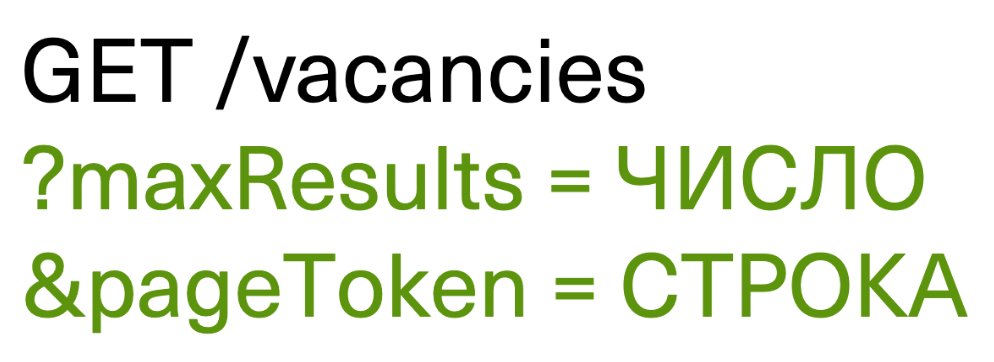 GET /vacancies
?maxResults = ЧИСЛО
&pageToken = СТРОКА